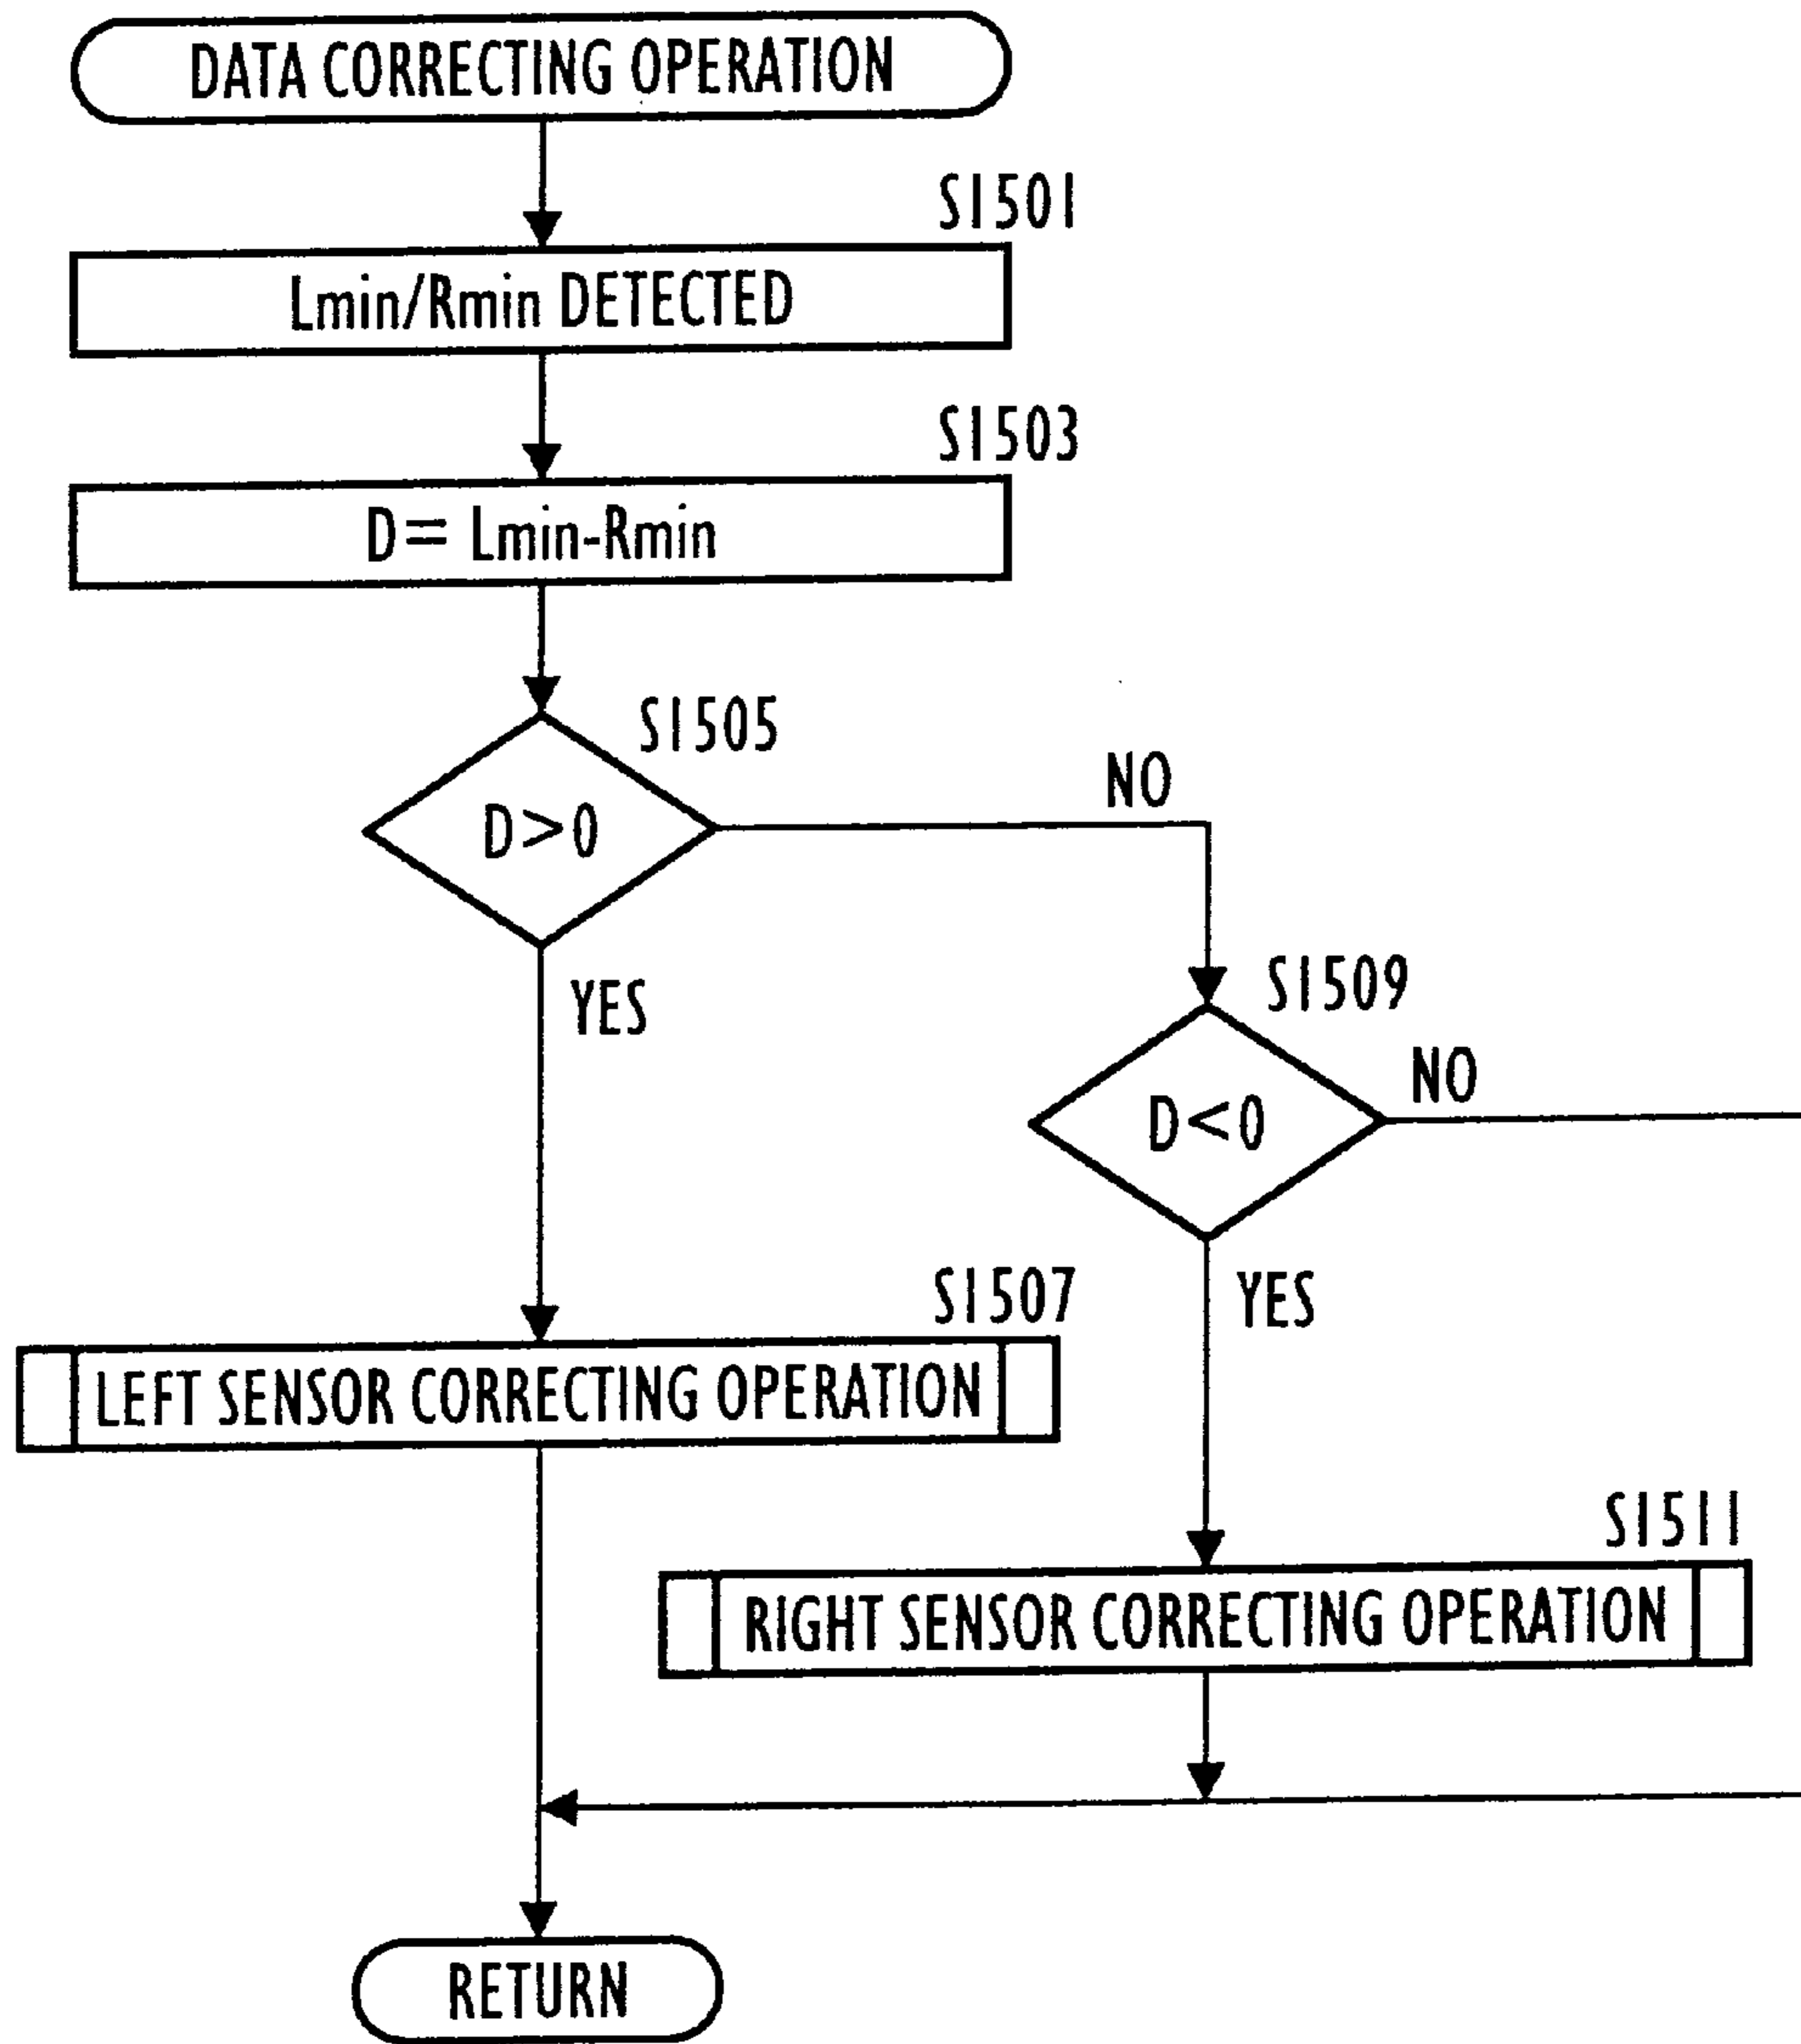 DATA CORRECTING OPERATION
S1501
Lmin/Rmin DETECTED
S1503
D= Lmin-Rmin
S1505
D>0
NO
YES
S1509
D<0
NO
YES
S1507
LEFT SENSOR CORRECTING OPERATION
S1511
RIGHT SENSOR CORRECTING OPERATION
RETURN